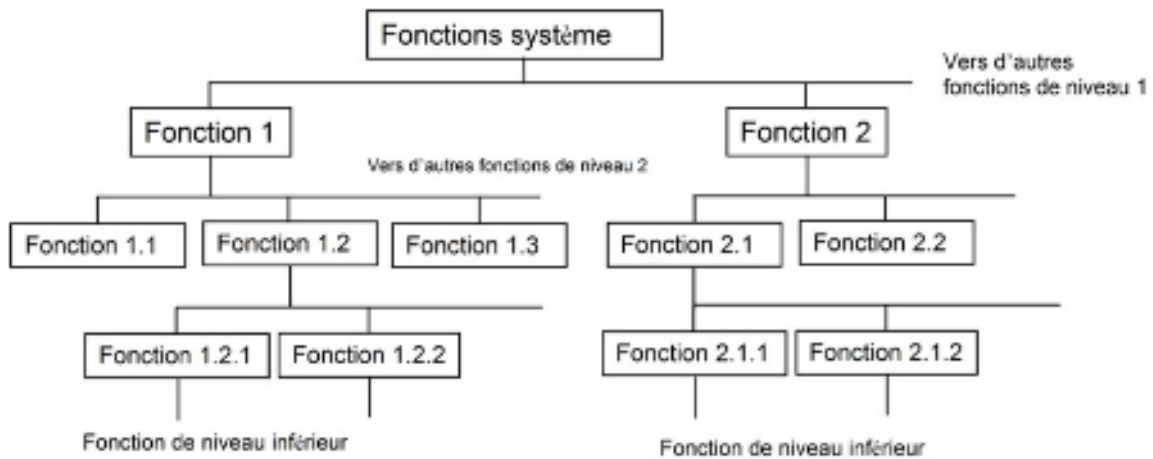 Fonctions système
Vers d'autres
fonctions de niveau 1
Fonction 1
Fonction 2
Vers d'autres fonctions de niveau 2
Fonction 1.1
Fonction 1.2
Fonction 1.3
Fonction 2.1
Fonction 2.2
Fonction 1.2.1
Fonction 1.2.2
Fonction 2.1.1
Fonction 2.1.2
Fonction de niveau inférieur
Fonction de niveau inférieur